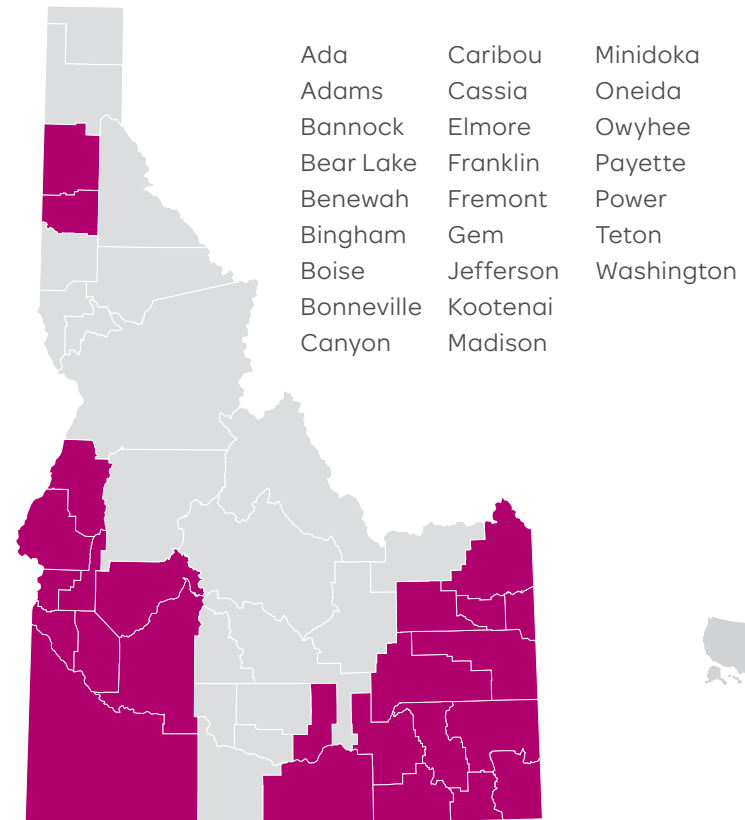 Ada
Adams
Bannock
Bear Lake
Benewah
Bingham
Boise
Bonneville
Canyon
Caribou
Cassia
Elmore
Franklin
Fremont
Gem
Jefferson
Kootenai
Madison
Minidoka
Oneida
Owyhee
Payette
Power
Teton
Washington